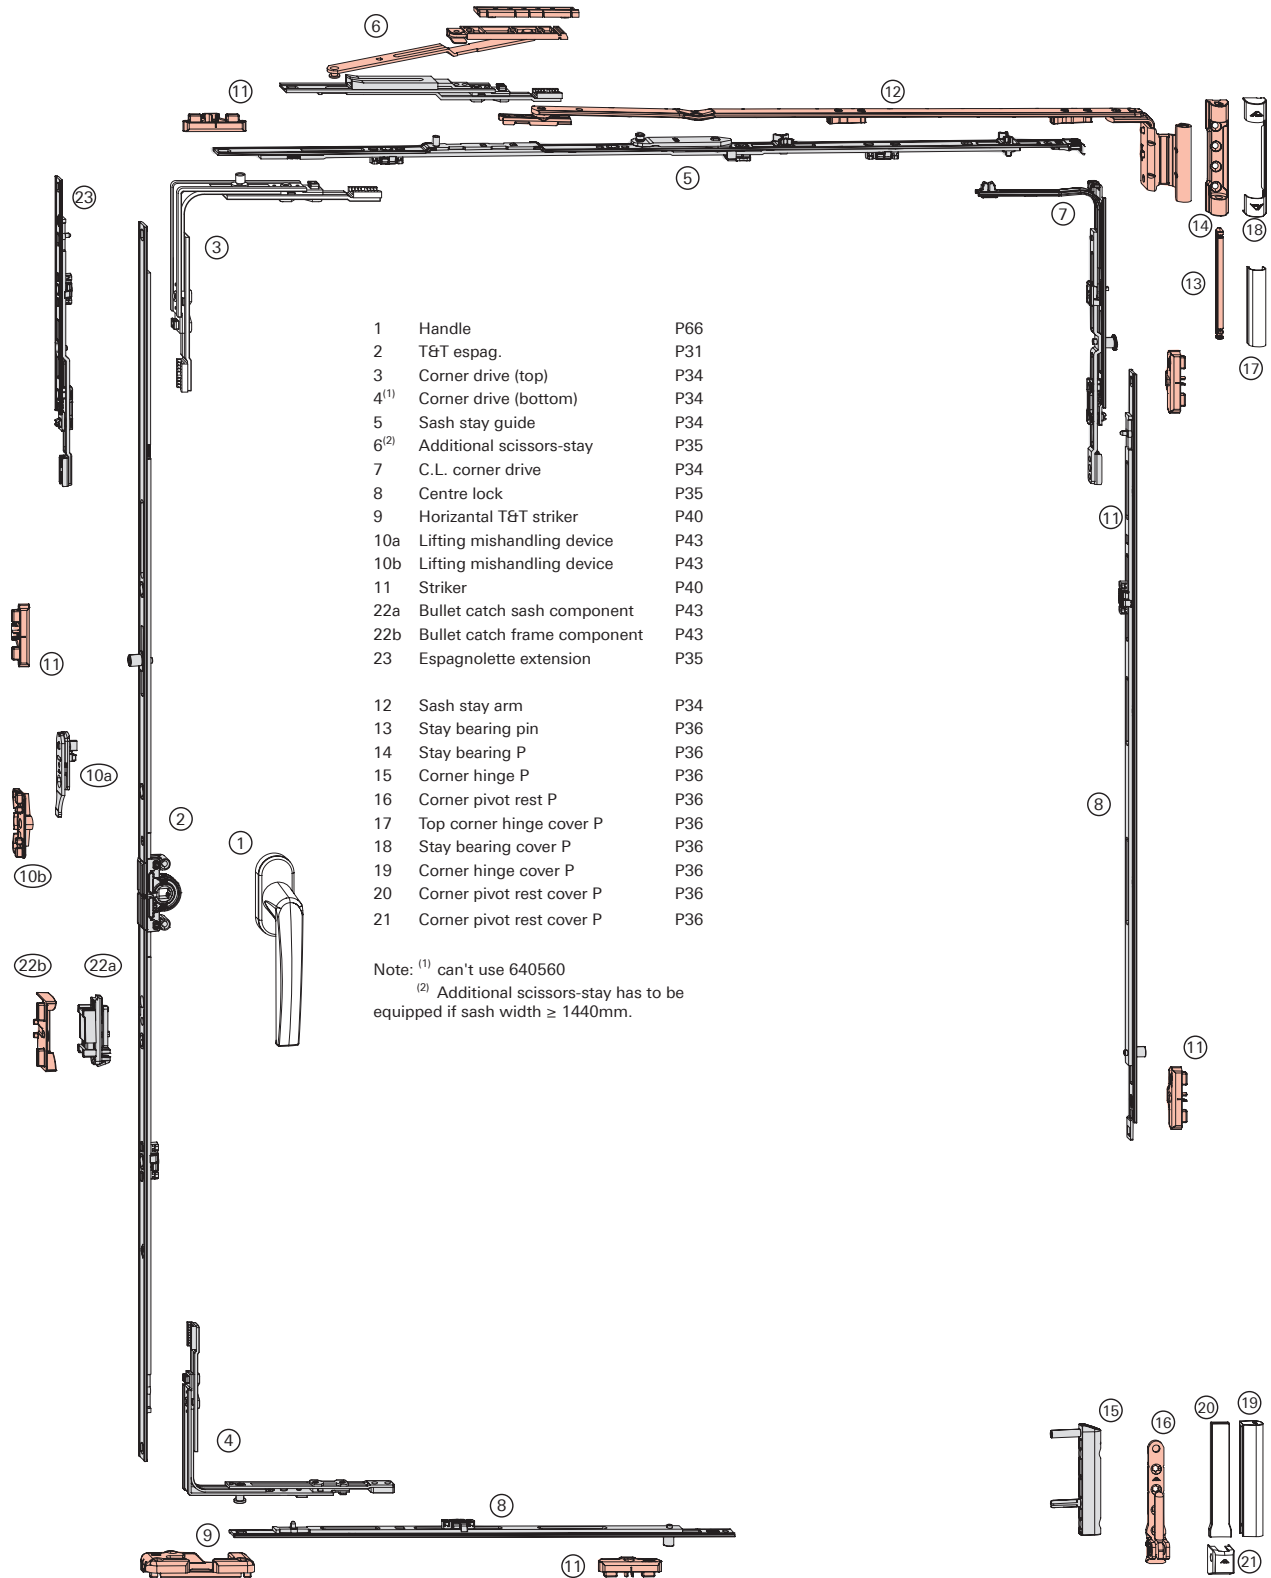 6
11
12
5
23
3
7
14
18
13
17
1 Handle P66
2 T&T espag. P31
3 Corner drive (top) P34
4(1) Corner drive (bottom) P34
5 Sash stay guide P34
6(2) Additional scissors-stay P35
7 C.L. corner drive P34
8 Centre lock P35
9 Horizantal T&T striker P40
10a Lifting mishandling device P43
10b Lifting mishandling device P43
11 Striker P40
22a Bullet catch sash component P43
22b Bullet catch frame component P43
23 Espagnolette extension P35
12 Sash stay arm P34
13 Stay bearing pin P36
14 Stay bearing P P36
15 Corner hinge P P36
16 Corner pivot rest P P36
17 Top corner hinge cover P P36
18 Stay bearing cover P P36
19 Corner hinge cover P P36
20 Corner pivot rest cover P P36
21 Corner pivot rest cover P P36
Note: (1) can't use 640560
(2) Additional scissors-stay has to be
equipped if sash width ≥ 1440mm.
11
11
10a
2
1
10b
8
22b
22a
11
4
8
9
11
15
16
20
19
21